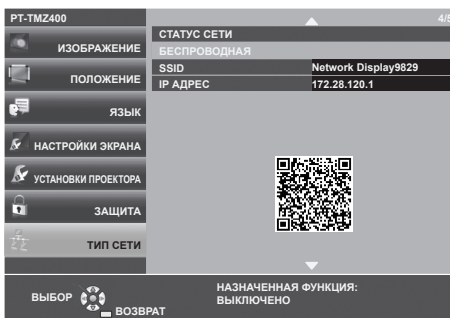 PT-TMZ400
4/5
ИЗОБРАЖЕНИЕ
ПОЛОЖЕНИЕ
ЯЗЫК
НАСТРОЙКИ ЭКРАНА
УСТАНОВКИ ПРОЕКТОРА
ЗАЩИТА
ТИП СЕТИ
СТАТУС СЕТИ
БЕСПРОВОДНАЯ
SSID Network Display9829
IP АДРЕС 172.28.120.1
ВЫБОР
ВОЗВРАТ
НАЗНАЧЕННАЯ ФУНКЦИЯ:
ВЫКЛЮЧЕНО